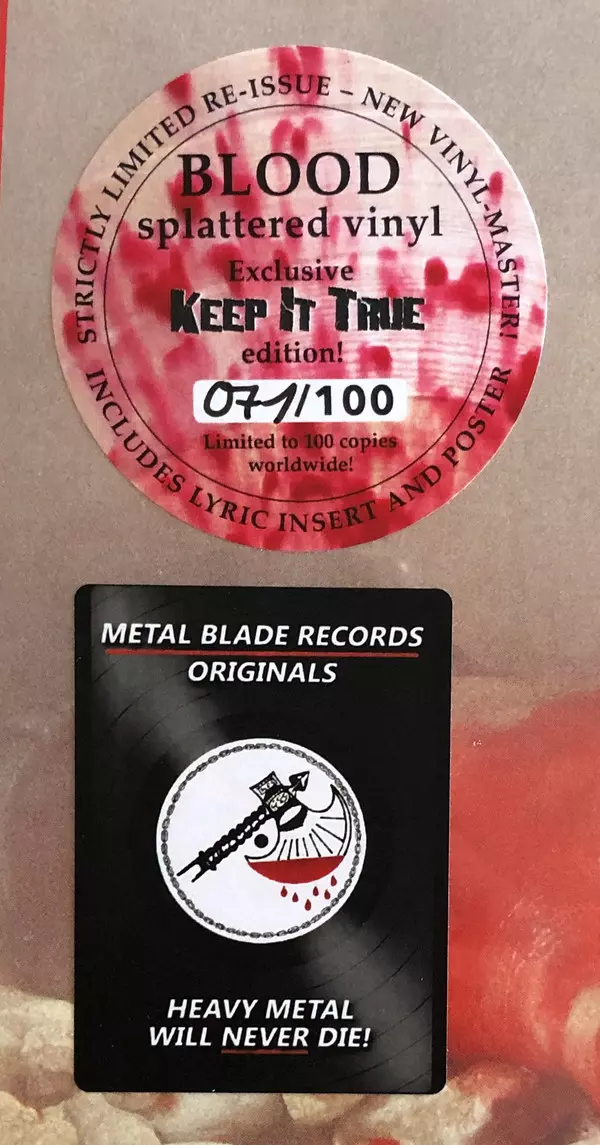 STRICTLY LIMITED RE-ISSUE – NEW VINYL-MASTER!
BLOOD
splattered vinyl
Exclusive
KEEP IT TRUE
edition!
071/100
Limited to 100 copies
worldwide!
INCLUDES LYRIC INSERT AND POSTER
METAL BLADE RECORDS
ORIGINALS
HEAVY METAL
WILL NEVER DIE!